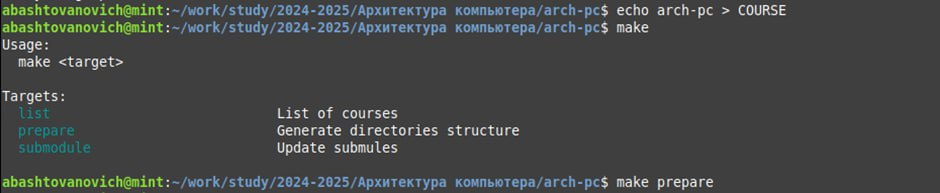 abashtovanovich@mint:~/work/study/2024-2025/Архитектура компьютера/arch-pc$ echo arch-pc > COURSE
abashtovanovich@mint:~/work/study/2024-2025/Архитектура компьютера/arch-pc$ make
Usage:
  make <target>

Targets:
  list                            List of courses
  prepare                         Generate directories structure
  submodule                       Update submules

abashtovanovich@mint:~/work/study/2024-2025/Архитектура компьютера/arch-pc$ make prepare